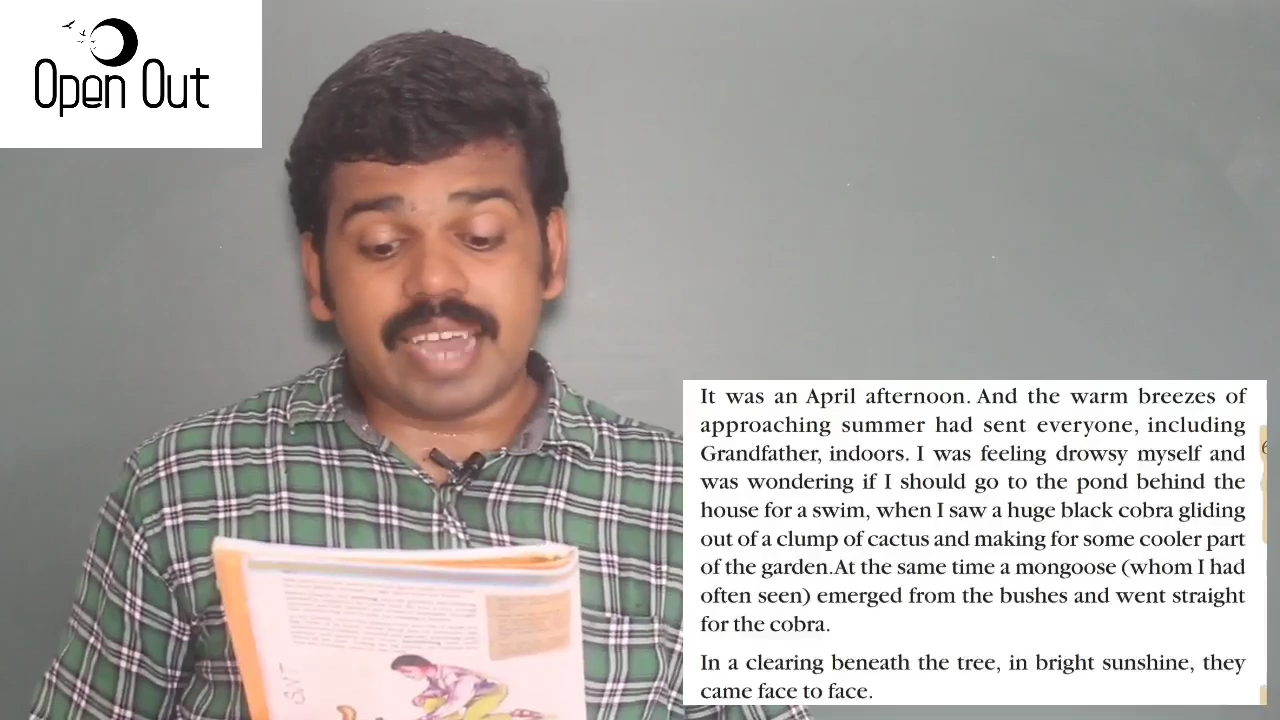 Open Out
It was an April afternoon. And the warm breezes of
approaching summer had sent everyone, including
Grandfather, indoors. I was feeling drowsy myself and
was wondering if I should go to the pond behind the
house for a swim, when I saw a huge black cobra gliding
out of a clump of cactus and making for some cooler part
of the garden.At the same time a mongoose (whom I had
often seen) emerged from the bushes and went straight
for the cobra.
In a clearing beneath the tree, in bright sunshine, they
came face to face.